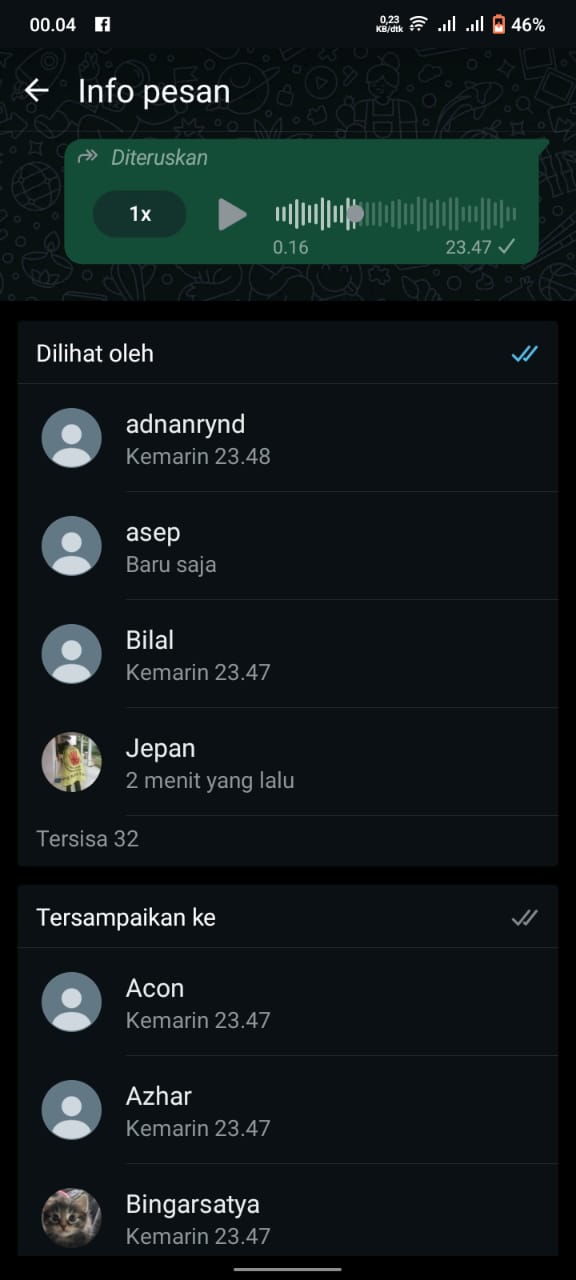 00.04
0,23
KB/dtk
46%
Info pesan
Diteruskan
1x
0.16
23.47
Dilihat oleh
adnanrynd
Kemarin 23.48
asep
Baru saja
Bilal
Kemarin 23.47
Jepan
2 menit yang lalu
Tersisa 32
Tersampaikan ke
Acon
Kemarin 23.47
Azhar
Kemarin 23.47
Bingarsatya
Kemarin 23.47